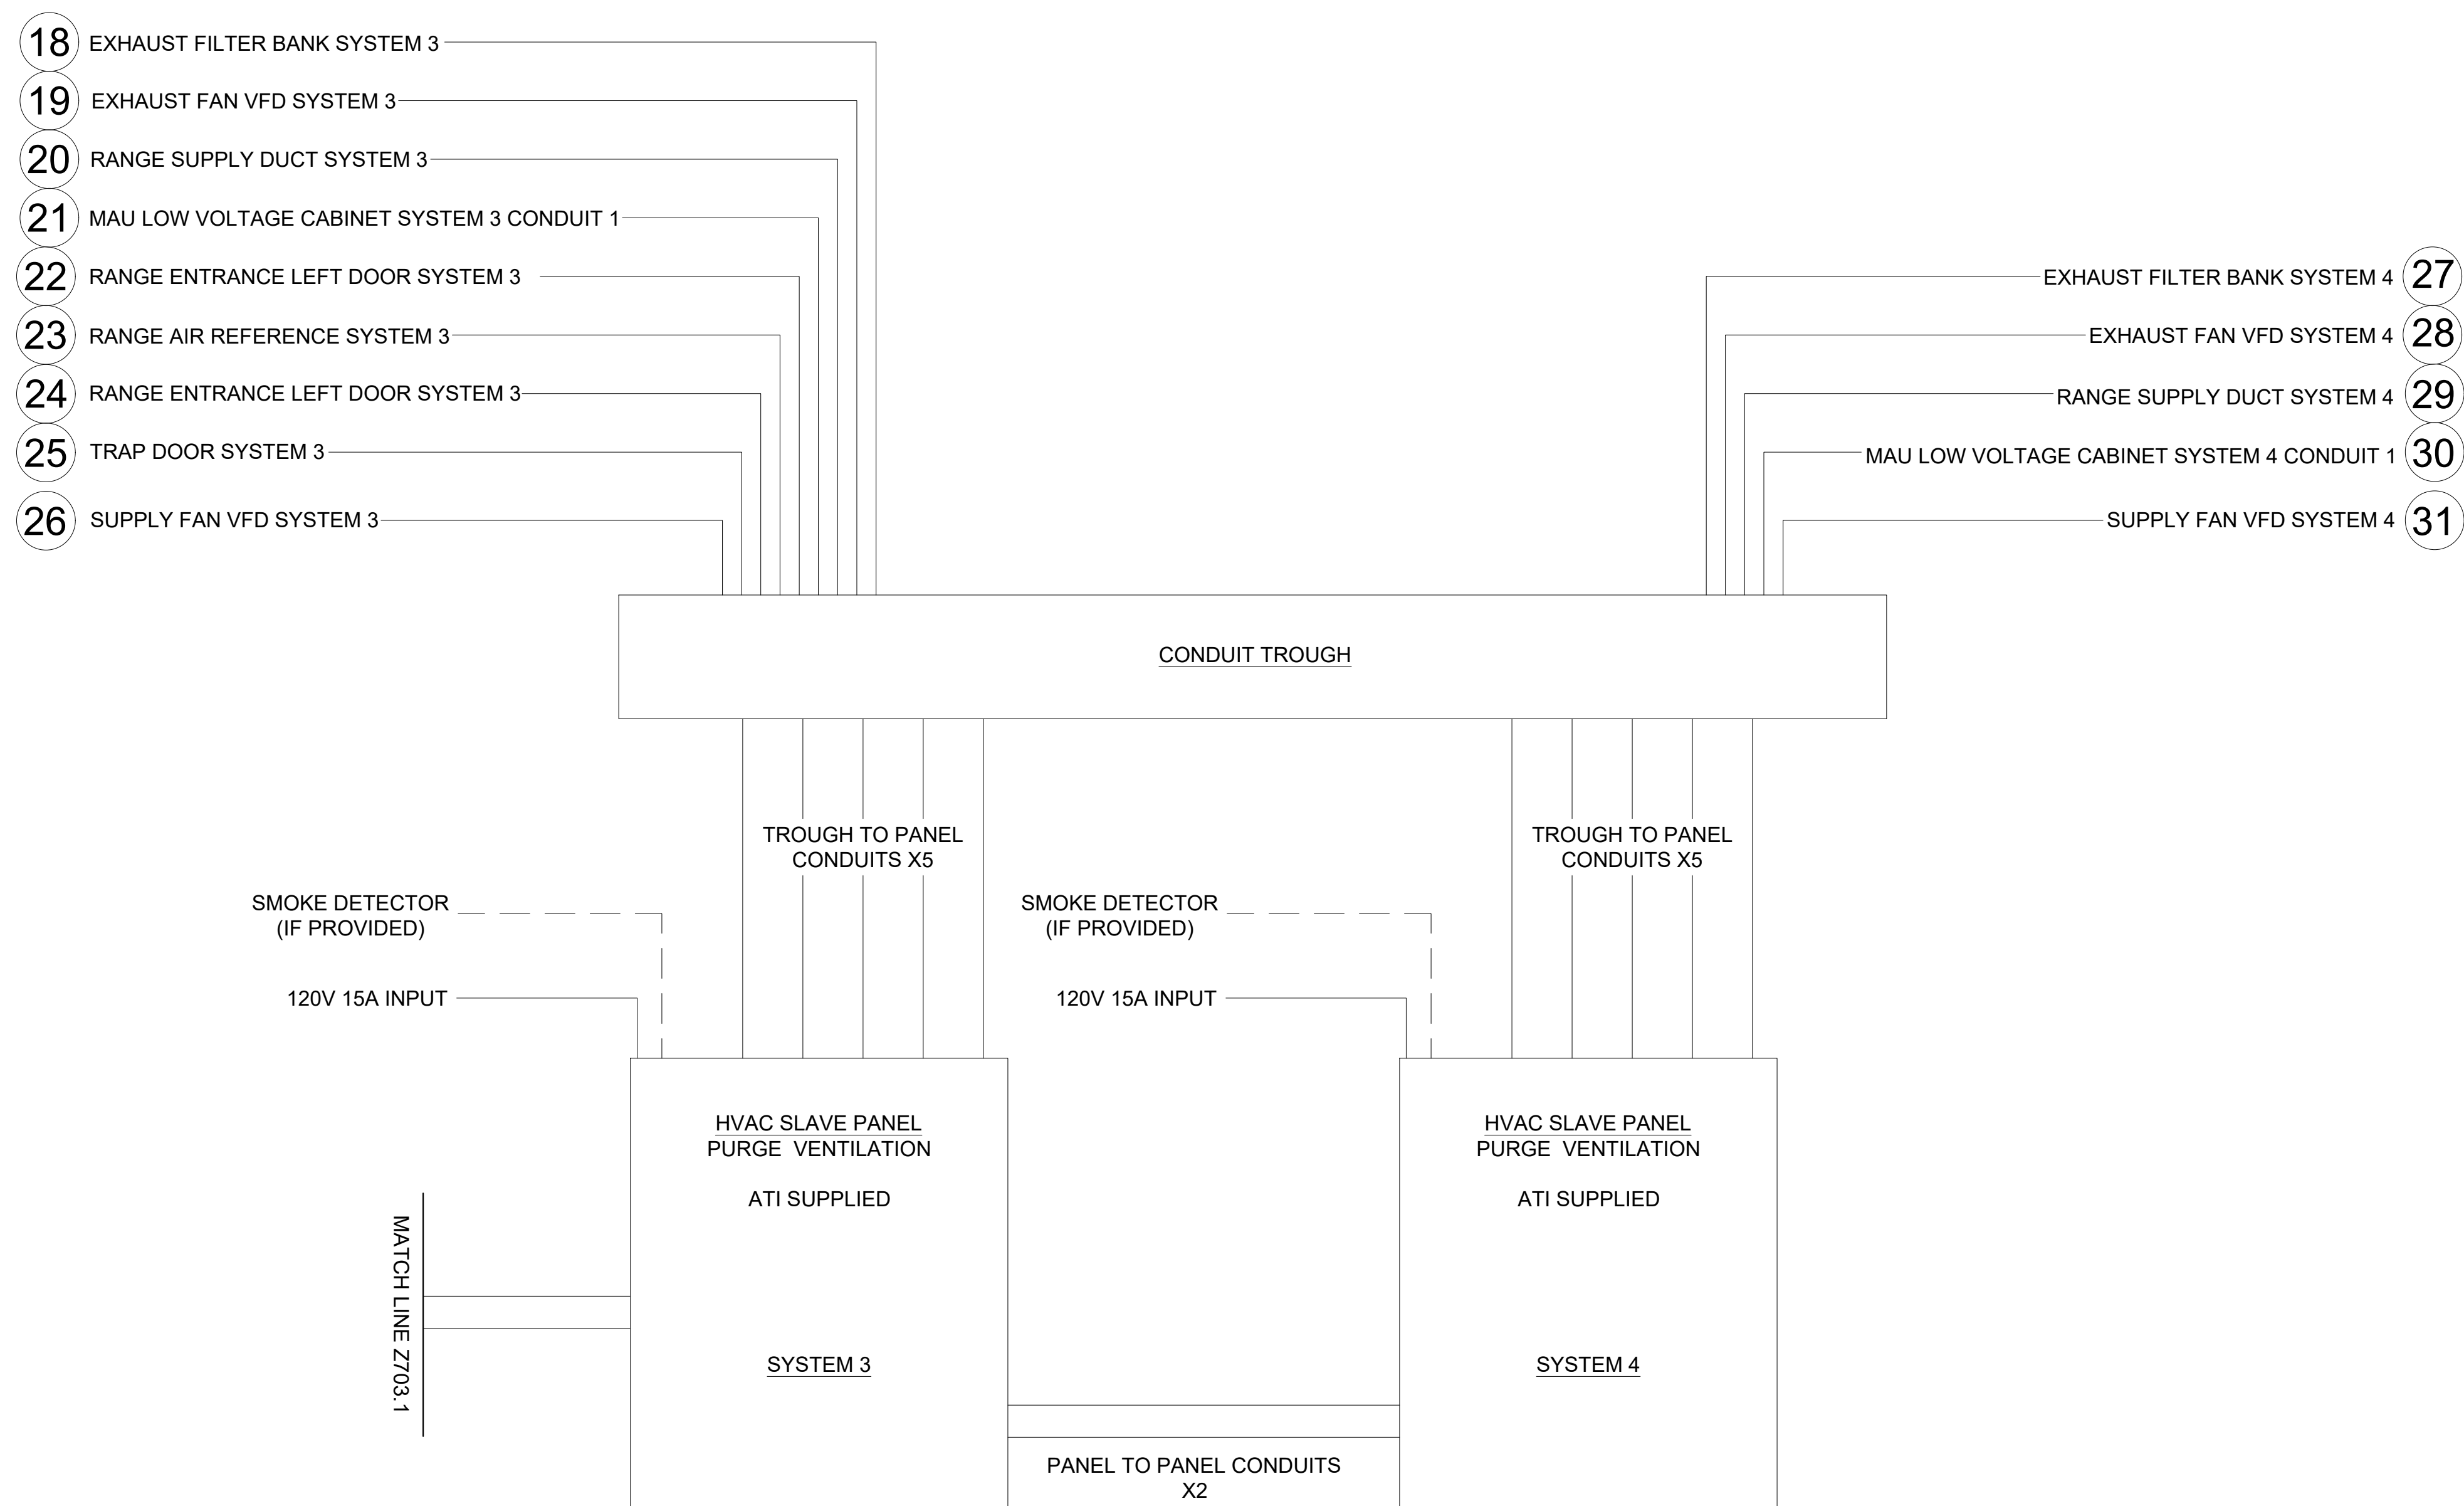 18 EXHAUST FILTER BANK SYSTEM 3
19 EXHAUST FAN VFD SYSTEM 3
20 RANGE SUPPLY DUCT SYSTEM 3
21 MAU LOW VOLTAGE CABINET SYSTEM 3 CONDUIT 1
22 RANGE ENTRANCE LEFT DOOR SYSTEM 3
23 RANGE AIR REFERENCE SYSTEM 3
24 RANGE ENTRANCE LEFT DOOR SYSTEM 3
25 TRAP DOOR SYSTEM 3
26 SUPPLY FAN VFD SYSTEM 3
EXHAUST FILTER BANK SYSTEM 4 27
EXHAUST FAN VFD SYSTEM 4 28
RANGE SUPPLY DUCT SYSTEM 4 29
MAU LOW VOLTAGE CABINET SYSTEM 4 CONDUIT 1 30
SUPPLY FAN VFD SYSTEM 4 31
CONDUIT TROUGH
TROUGH TO PANEL
CONDUITS X5
TROUGH TO PANEL
CONDUITS X5
SMOKE DETECTOR
(IF PROVIDED)
120V 15A INPUT
SMOKE DETECTOR
(IF PROVIDED)
120V 15A INPUT
HVAC SLAVE PANEL
PURGE VENTILATION
ATI SUPPLIED
SYSTEM 3
HVAC SLAVE PANEL
PURGE VENTILATION
ATI SUPPLIED
SYSTEM 4
MATCH LINE Z703.1
PANEL TO PANEL CONDUITS
X2